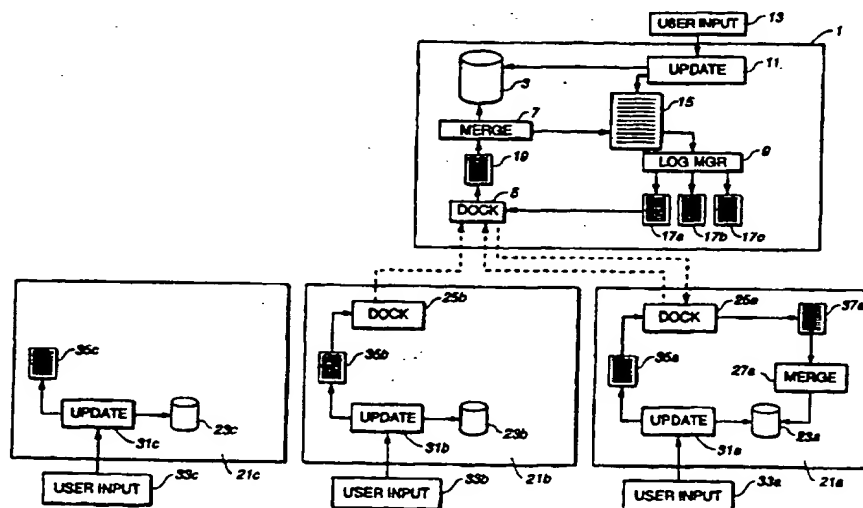 USER INPUT 13
1
UPDATE 11
3
15
7
MERGE
19
9
LOG MGR
5
DOCK
17a 17b 17c
DOCK 25b
DOCK 25a
37a
35c
35b
35a
27a
MERGE
UPDATE
UPDATE
UPDATE
31c 23c
31b 23b
31a 23a
33c 21c
33b 21b
33a 21a
USER INPUT
USER INPUT
USER INPUT